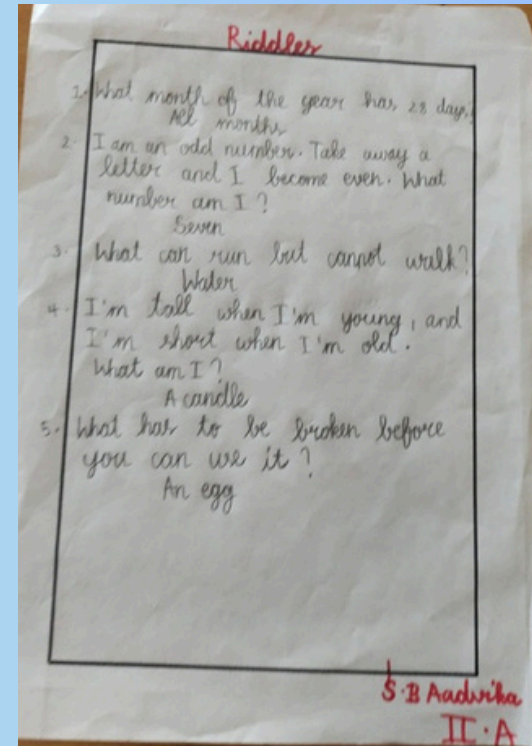 Riddles
1. What month of the year has 28 days?
All months
2. I am an odd number. Take away a
letter and I become even. What
number am I?
Seven
3. What can run but cannot walk?
Water
4. I'm tall when I'm young, and
I'm short when I'm old.
What am I?
A candle
5. What has to be broken before
you can use it?
An egg
S.B Aadvika
II.A